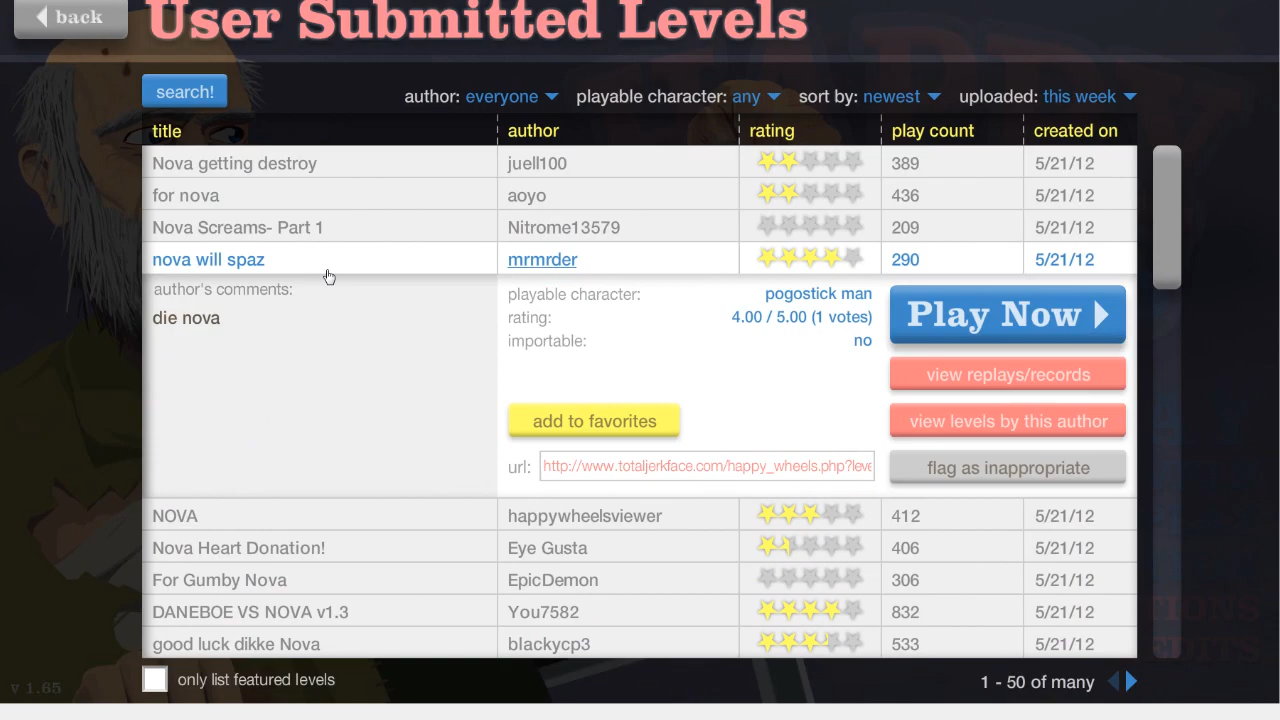 back
User Submitted Levels
search!
author: everyone playable character: any sort by: newest uploaded: this week
title author rating play count created on
Nova getting destroy juell100 389 5/21/12
for nova aoyo 436 5/21/12
Nova Screams- Part 1 Nitrome13579 209 5/21/12
nova will spaz mrmrder 290 5/21/12
author's comments:
die nova
playable character: pogostick man
rating: 4.00 / 5.00 (1 votes)
importable: no
add to favorites
url: http://www.totaljerkface.com/happy_wheels.php?leve
Play Now
view replays/records
view levels by this author
flag as inappropriate
NOVA happywheelsviewer 412 5/21/12
Nova Heart Donation! Eye Gusta 406 5/21/12
For Gumby Nova EpicDemon 306 5/21/12
DANEBOE VS NOVA v1.3 You7582 832 5/21/12
good luck dikke Nova blackycp3 533 5/21/12
only list featured levels
1 - 50 of many
v 1.65